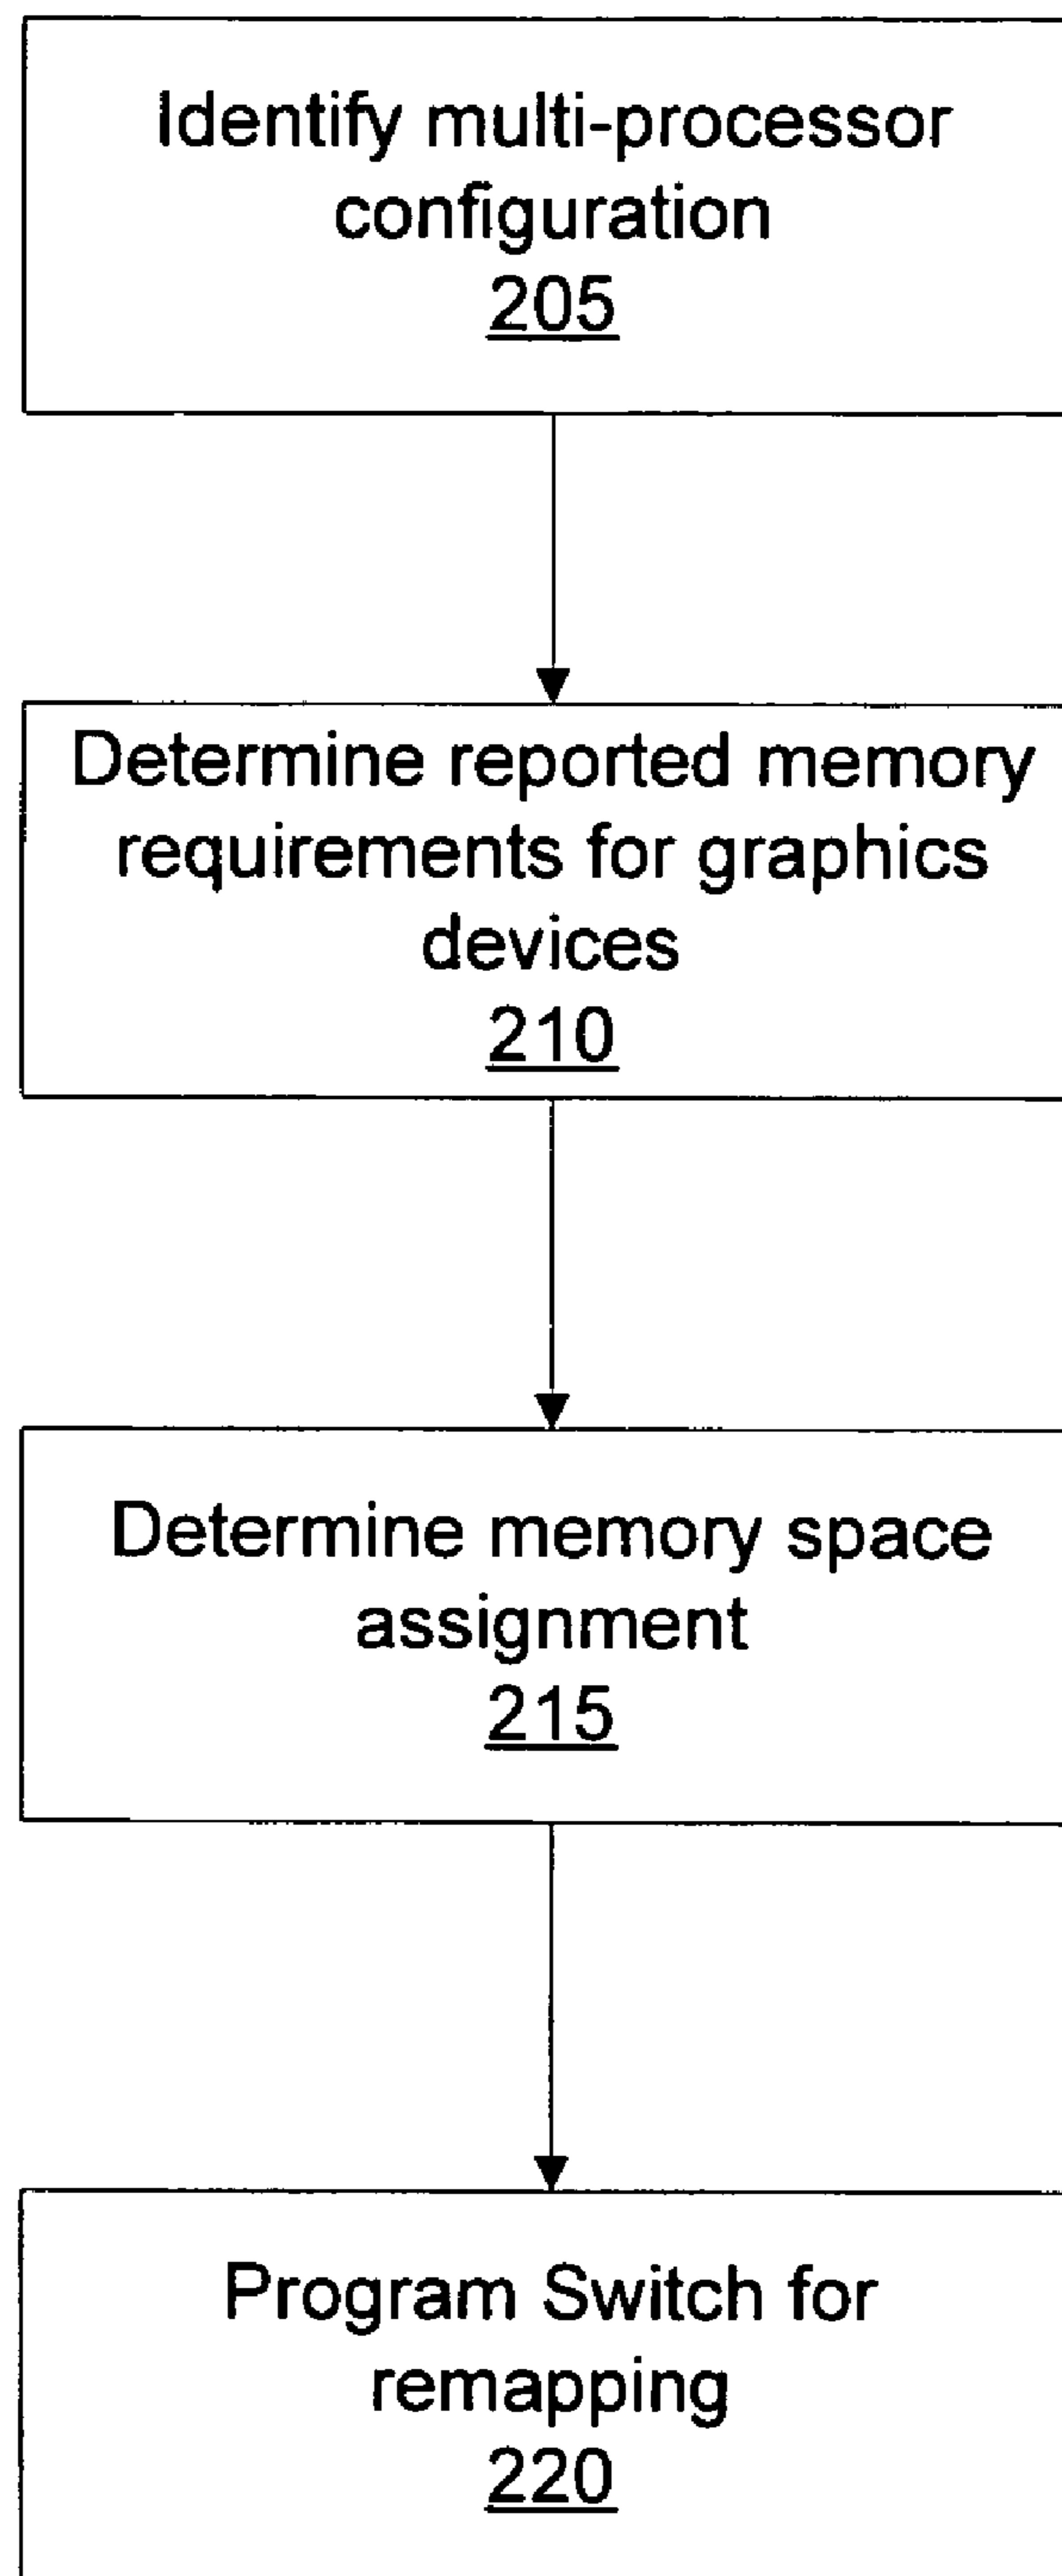 Identify multi-processor
configuration
205
Determine reported memory
requirements for graphics
devices
210
Determine memory space
assignment
215
Program Switch for
remapping
220